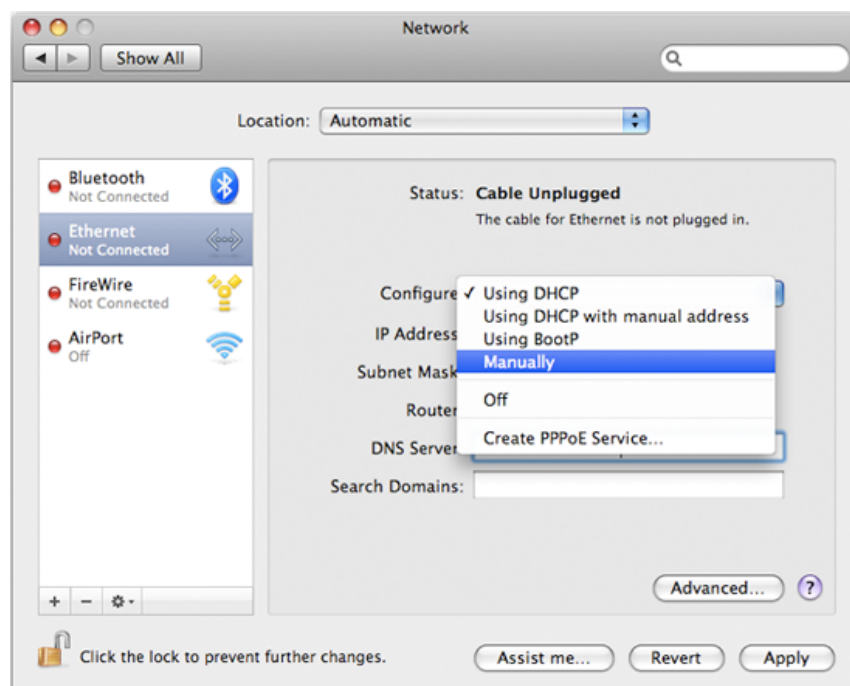 Network
Show All
Location: Automatic
Bluetooth
Not Connected
Ethernet
Not Connected
FireWire
Not Connected
AirPort
Off
Status: Cable Unplugged
The cable for Ethernet is not plugged in.
Configure ✓ Using DHCP
Using DHCP with manual address
Using BootP
Manually
Off
Create PPPoE Service...
IP Address
Subnet Mask
Router
DNS Server
Search Domains:
Advanced... ?
Click the lock to prevent further changes.
Assist me... Revert Apply